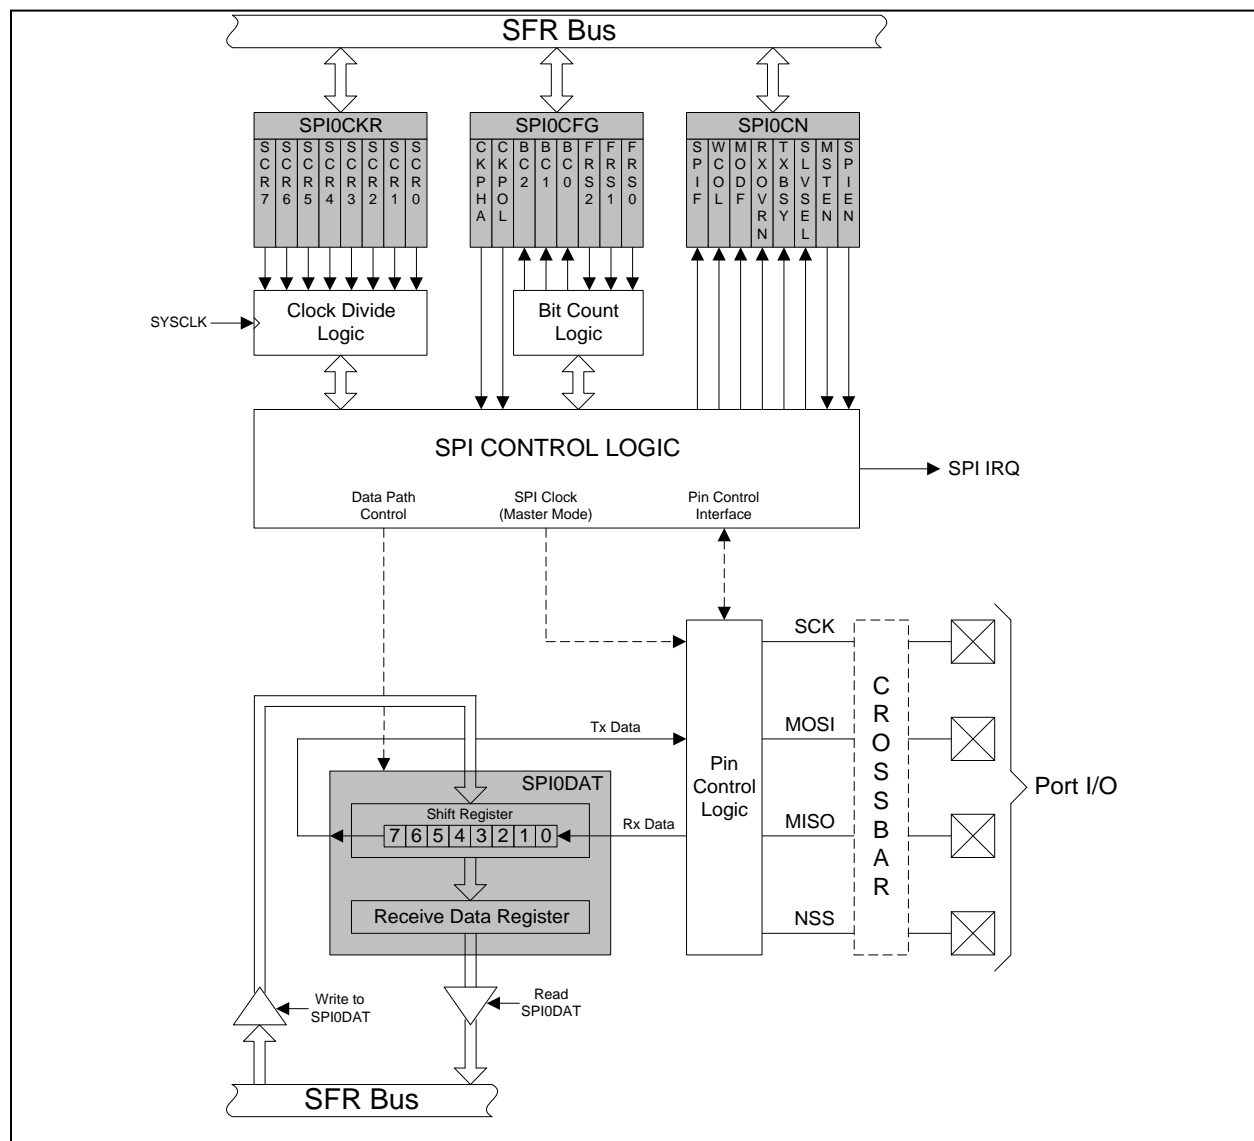 SFR Bus
SPI0CKR
SCR7
SCR6
SCR5
SCR4
SCR3
SCR2
SCR1
SCR0
SPI0CFG
CKPHA
CKPOL
BC2
BC1
BC0
FRS2
FRS1
FRS0
SPI0CN
SPIF
WCOL
MODF
RXOVRN
TXBSY
SLVSEL
MSTEN
SPIEN
SYSCLK
Clock Divide
Logic
Bit Count
Logic
SPI CONTROL LOGIC
SPI IRQ
Data Path
Control
SPI Clock
(Master Mode)
Pin Control
Interface
SCK
MOSI
MISO
NSS
CROSSBAR
Port I/O
Pin
Control
Logic
Tx Data
SPI0DAT
Shift Register
7 6 5 4 3 2 1 0
Rx Data
Receive Data Register
Write to
SPI0DAT
Read
SPI0DAT
SFR Bus